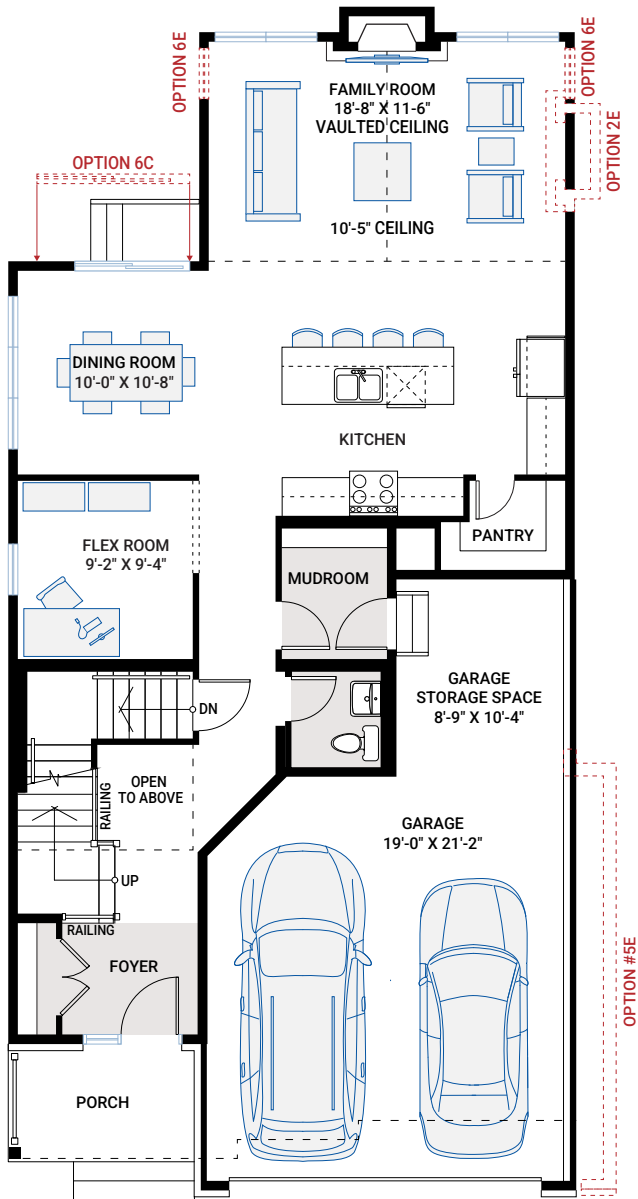 OPTION 6E
OPTION 6E
FAMILY ROOM
18'-8" X 11-6"
VAULTED CEILING
OPTION 2E
OPTION 6C
10'-5" CEILING
DINING ROOM
10'-0" X 10'-8"
KITCHEN
PANTRY
FLEX ROOM
9'-2" X 9'-4"
MUDROOM
GARAGE
STORAGE SPACE
8'-9" X 10'-4"
DN
OPEN
TO ABOVE
RAILING
GARAGE
19'-0" X 21'-2"
UP
RAILING
FOYER
OPTION #5E
PORCH